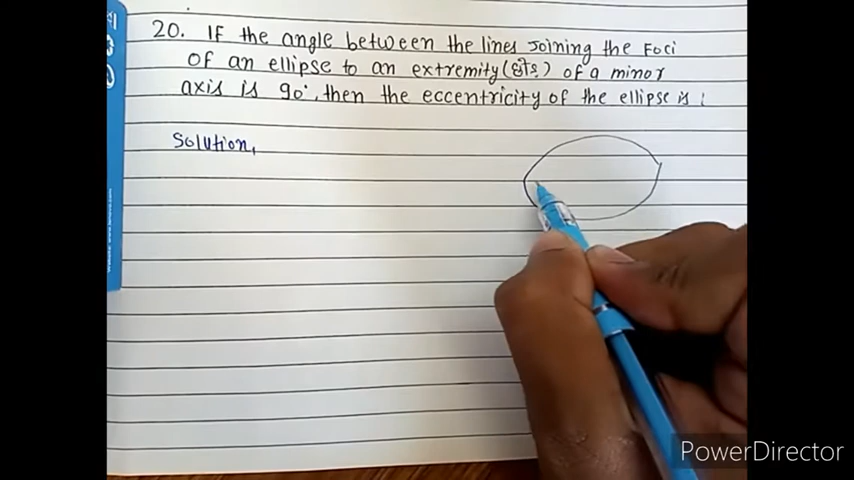 20. If the angle between the lines Joining the Foci
of an ellipse to an extremity ( ) of a minor
axis is 90°, then the eccentricity of the ellipse is :
Solution,
PowerDirector